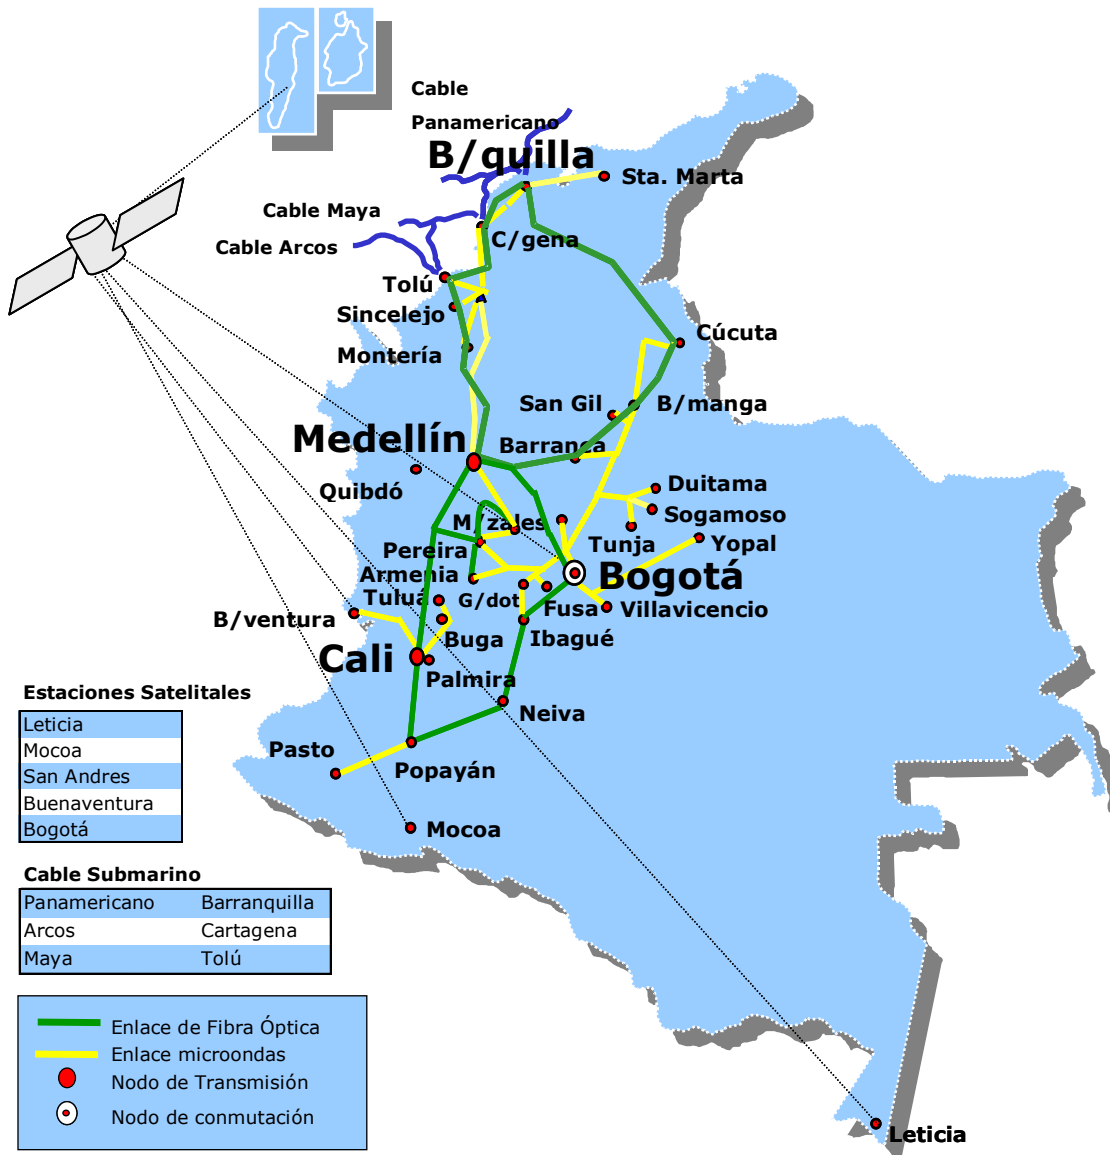 Cable
Panamericano
B/quilla
Sta. Marta
Cable Maya
C/gena
Cable Arcos
Tolú
Sincelejo
Cúcuta
Montería
San Gil
B/manga
Medellín
Barranca
Quibdó
Duitama
Sogamoso
M/zales
Tunja
Yopal
Pereira
Armenia
Bogotá
Tuluá
G/dot
Fusa
Villavicencio
B/ventura
Buga
Ibagué
Cali
Palmira
Neiva
Pasto
Popayán
Mocoa
Leticia
Estaciones Satelitales
Leticia
Mocoa
San Andres
Buenaventura
Bogotá
Cable Submarino
Panamericano Barranquilla
Arcos Cartagena
Maya Tolú
Enlace de Fibra Óptica
Enlace microondas
Nodo de Transmisión
Nodo de conmutación